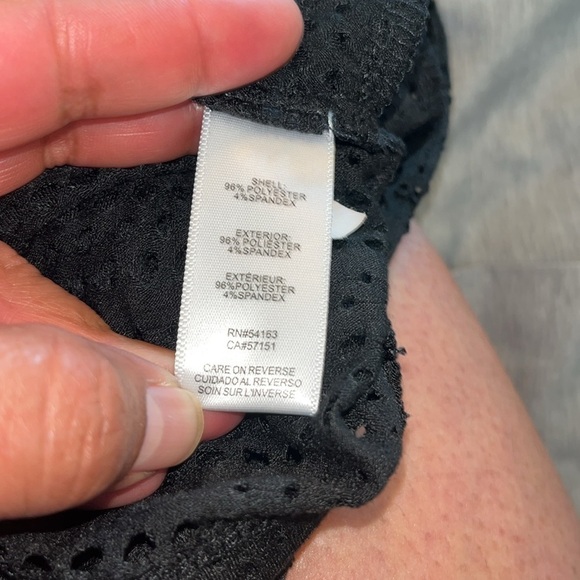 SHELL:
96% POLYESTER
4%SPANDEX
EXTERIOR:
96% POLIÉSTER
4%SPANDEX
EXTÉRIEUR:
96%POLYESTER
4%SPANDEX
RN#54163
CA#57151
CARE ON REVERSE
CUIDADO AL REVERSO
SOIN SUR L'INVERSE